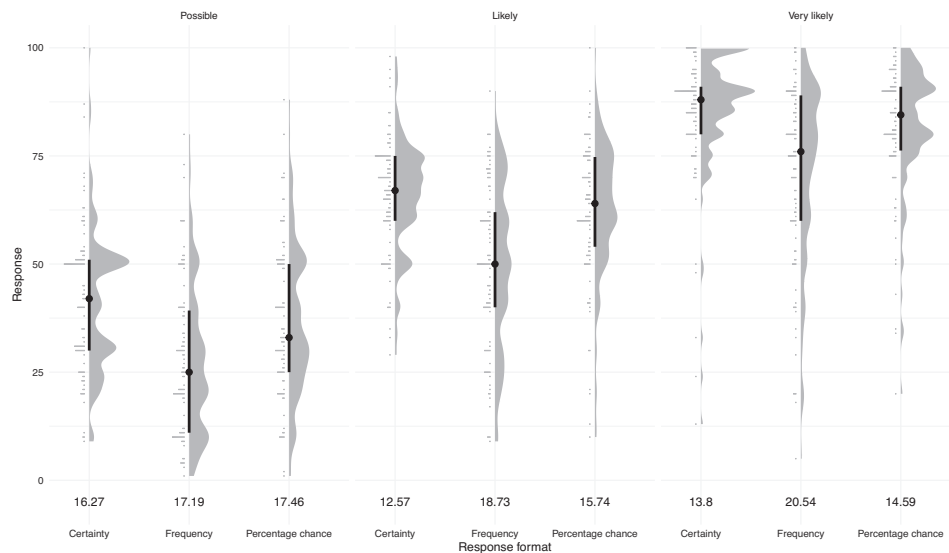 Possible Likely Very likely
100
75
50
25
0
Response
16.27 17.19 17.46 12.57 18.73 15.74 13.8 20.54 14.59
Certainty Frequency Percentage chance Certainty Frequency Percentage chance Certainty Frequency Percentage chance
Response format